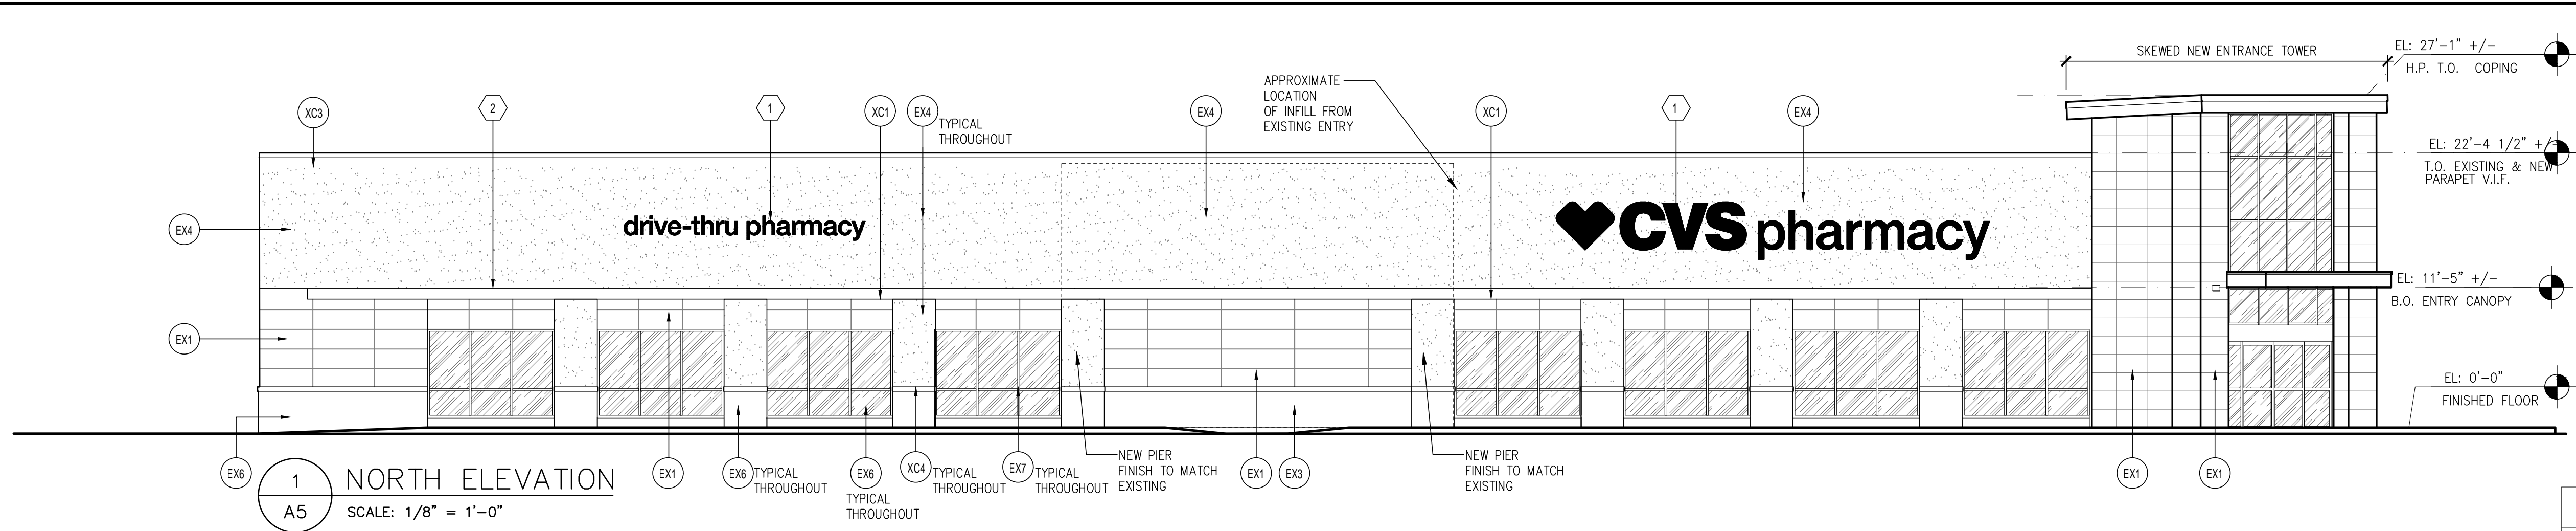 SKEWED NEW ENTRANCE TOWER
EL: 27'-1" +/-
H.P. T.O. COPING
APPROXIMATE
LOCATION
OF INFILL FROM
EXISTING ENTRY
XC3
2
1
XC1
EX4
TYPICAL
THROUGHOUT
EX4
XC1
1
EX4
EL: 22'-4 1/2" +/-
T.O. EXISTING & NEW
PARAPET V.I.F.
EX4
drive-thru pharmacy
CVS pharmacy
EL: 11'-5" +/-
B.O. ENTRY CANOPY
EX1
EL: 0'-0"
FINISHED FLOOR
EX6
EX1
EX6
TYPICAL
THROUGHOUT
EX6
TYPICAL
THROUGHOUT
XC4
TYPICAL
THROUGHOUT
EX7
TYPICAL
THROUGHOUT
NEW PIER
FINISH TO MATCH
EXISTING
EX1
EX3
NEW PIER
FINISH TO MATCH
EXISTING
EX1
EX1
1
A5
NORTH ELEVATION
SCALE: 1/8" = 1'-0"